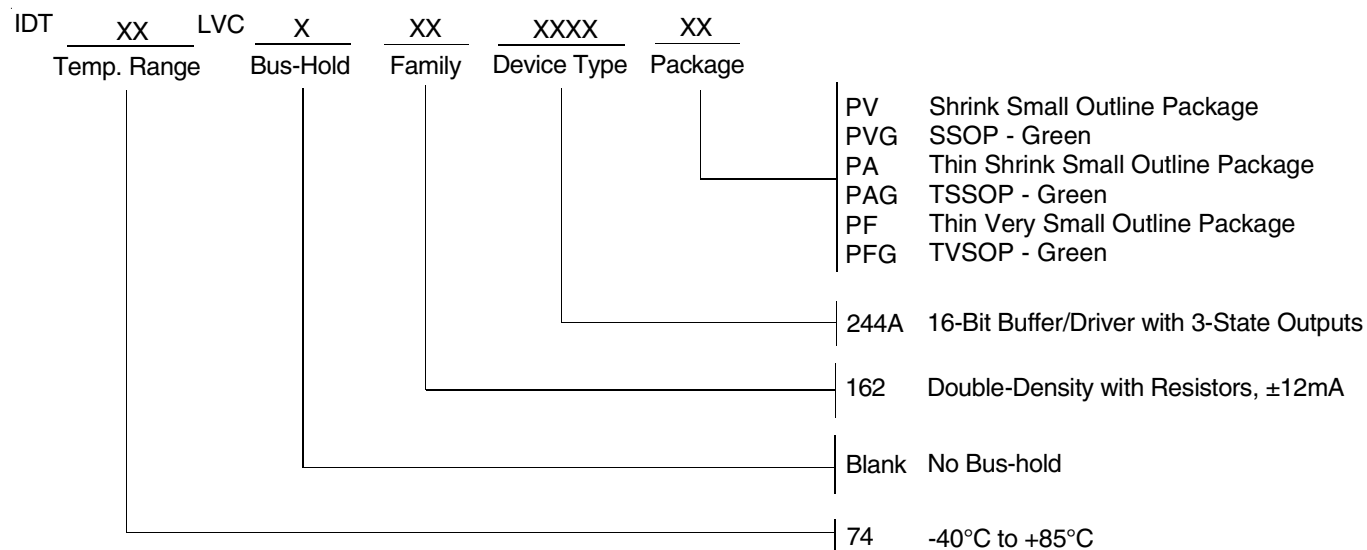 IDT XX LVC X XX XXXX XX
Temp. Range Bus-Hold Family Device Type Package
PV Shrink Small Outline Package
PVG SSOP - Green
PA Thin Shrink Small Outline Package
PAG TSSOP - Green
PF Thin Very Small Outline Package
PFG TVSOP - Green
244A 16-Bit Buffer/Driver with 3-State Outputs
162 Double-Density with Resistors, ±12mA
Blank No Bus-hold
74 -40°C to +85°C